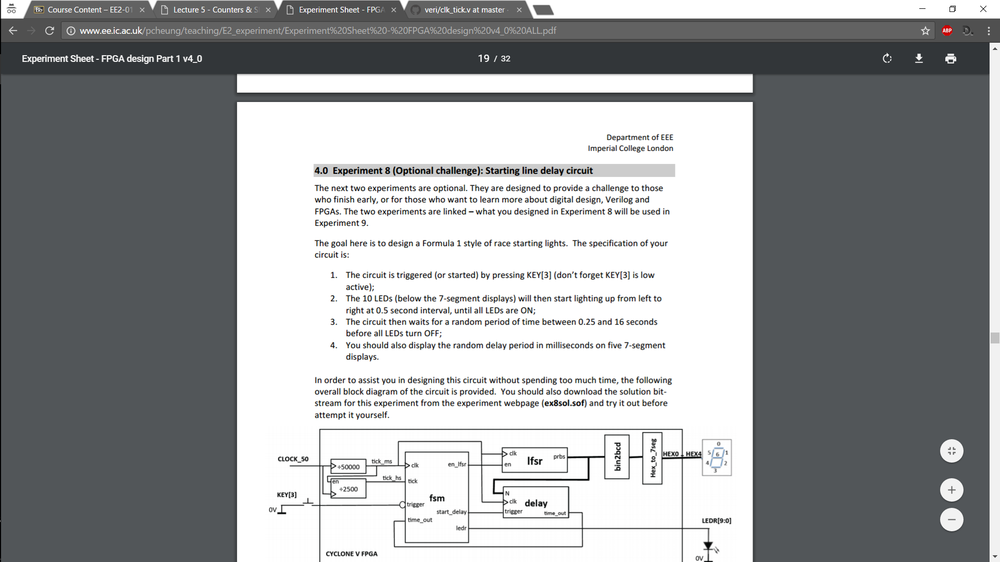 Course Content – EE2-01
Lecture 5 - Counters & S
Experiment Sheet - FPGA
veri/clk_tick.v at master
www.ee.ic.ac.uk/pcheung/teaching/E2_experiment/Experiment%20Sheet%20-%20FPGA%20design%20v4_0%20ALL.pdf
ABP
Experiment Sheet - FPGA design Part 1 v4_0
19 / 32
Department of EEE
Imperial College London
4.0 Experiment 8 (Optional challenge): Starting line delay circuit
The next two experiments are optional. They are designed to provide a challenge to those
who finish early, or for those who want to learn more about digital design, Verilog and
FPGAs. The two experiments are linked – what you designed in Experiment 8 will be used in
Experiment 9.
The goal here is to design a Formula 1 style of race starting lights. The specification of your
circuit is:
1. The circuit is triggered (or started) by pressing KEY[3] (don't forget KEY[3] is low
active);
2. The 10 LEDs (below the 7-segment displays) will then start lighting up from left to
right at 0.5 second interval, until all LEDs are ON;
3. The circuit then waits for a random period of time between 0.25 and 16 seconds
before all LEDs turn OFF;
4. You should also display the random delay period in milliseconds on five 7-segment
displays.
In order to assist you in designing this circuit without spending too much time, the following
overall block diagram of the circuit is provided. You should also download the solution bit-
stream for this experiment from the experiment webpage (ex8sol.sof) and try it out before
attempt it yourself.
CLOCK_50
÷50000
tick_ms
clk
en_lfsr
clk
en
lfsr
prbs
bin2bcd
Hex_to_7seg
HEX0 - HEX4
0
5 6 1
4 2
3
en
÷2500
tick_hs
tick
KEY[3]
0V
fsm
trigger
start_delay
time_out
ledr
N
clk
delay
trigger
time_out
LEDR[9:0]
CYCLONE V FPGA
0V